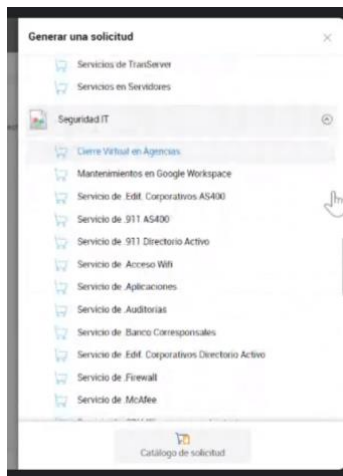 Generar una solicitud
Servicios de TranServer
Servicios en Servidores
Seguridad IT
Cierre Virtual en Agencias
Mantenimientos en Google Workspace
Servicio de .Edif. Corporativos AS400
Servicio de .911 AS400
Servicio de .911 Directorio Activo
Servicio de .Acceso Wifi
Servicio de .Aplicaciones
Servicio de .Auditorias
Servicio de .Banco Corresponsales
Servicio de .Edif. Corporativos Directorio Activo
Servicio de .Firewall
Servicio de .McAfee
Catálogo de solicitud